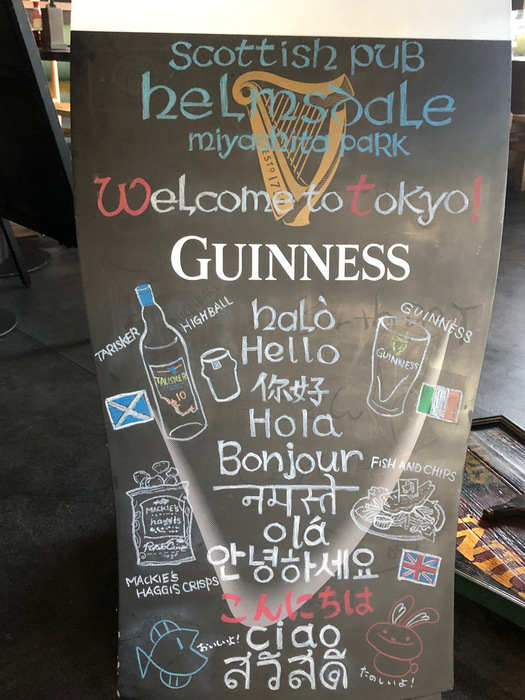 Scottish pub
Helmsdale
miyashita park
ESTD 17
Welcome to tokyo!
GUINNESS
TARISKER
HIGHBALL
TALISKER
10
GUINNESS
GUINNESS
halò
Hello
你好
Hola
Bonjour
नमस्ते
olá
안녕하세요
こんにちは
ciao
สวัสดี
FISH AND CHIPS
MACKIE'S
haggis
MACKIE'S
HAGGIS CRISPS
おいしいよ!
たのしいよ!